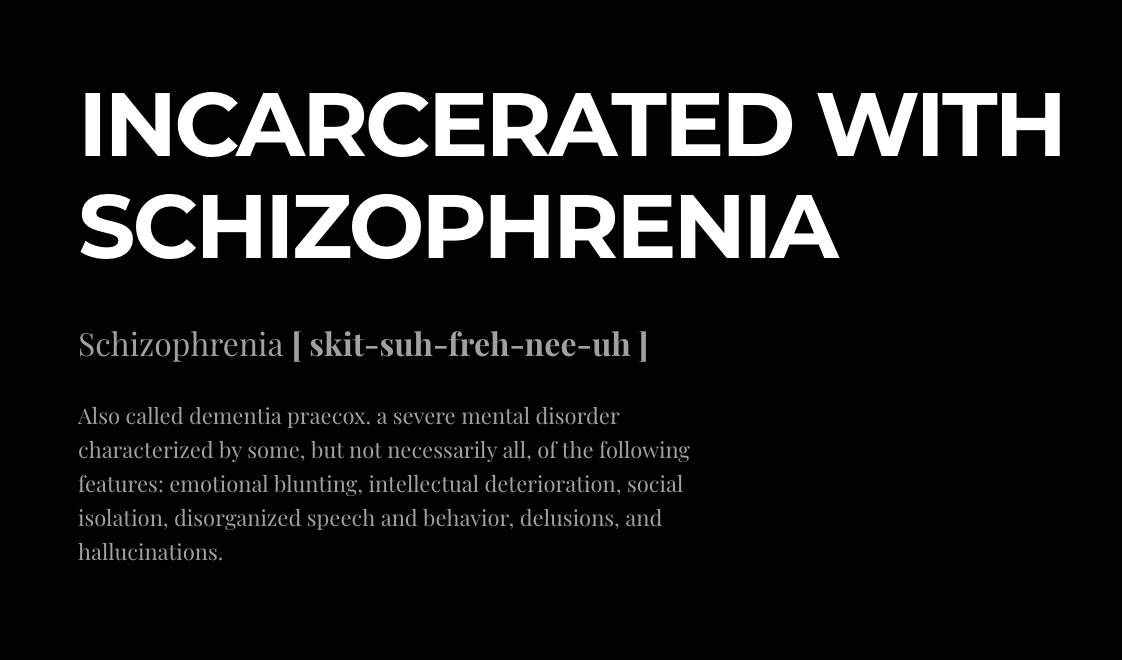 INCARCERATED WITH
SCHIZOPHRENIA
Schizophrenia [ skit-suh-freh-nee-uh ]
Also called dementia praecox. a severe mental disorder
characterized by some, but not necessarily all, of the following
features: emotional blunting, intellectual deterioration, social
isolation, disorganized speech and behavior, delusions, and
hallucinations.